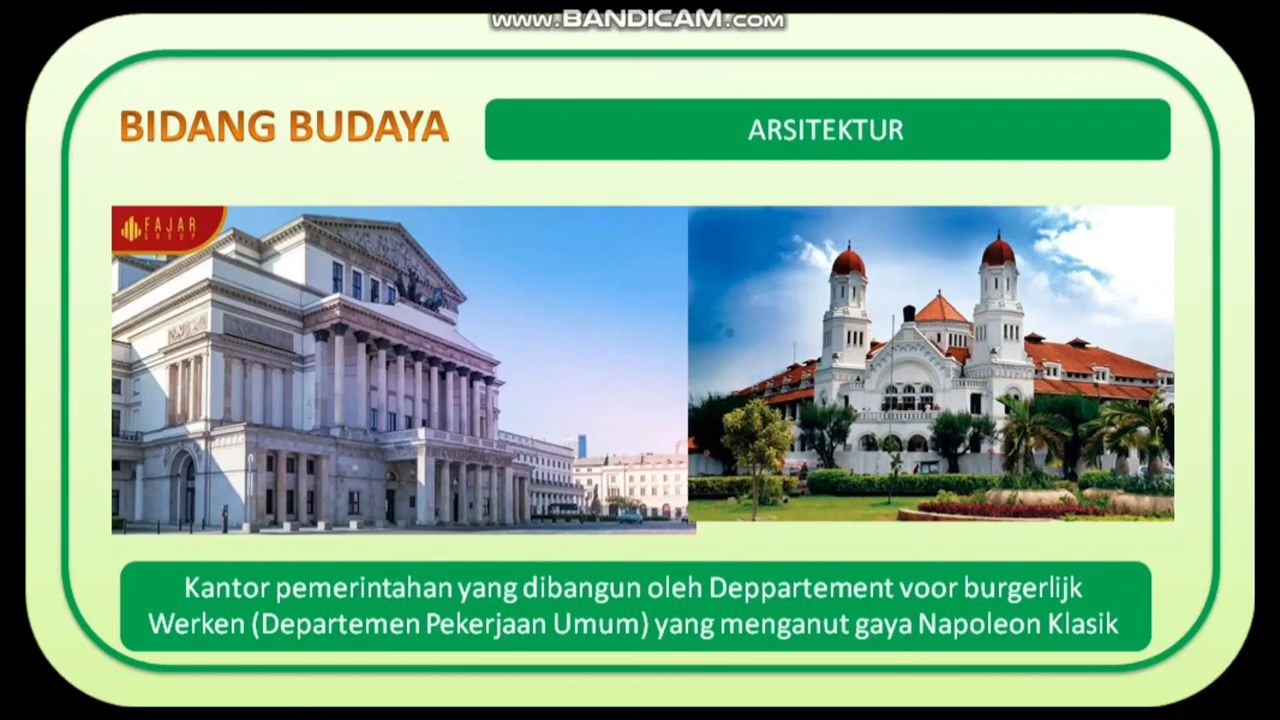 www.BANDICAM.com
BIDANG BUDAYA
ARSITEKTUR
FAJAR
GROUP
Kantor pemerintahan yang dibangun oleh Deppartement voor burgerlijk
Werken (Departemen Pekerjaan Umum) yang menganut gaya Napoleon Klasik